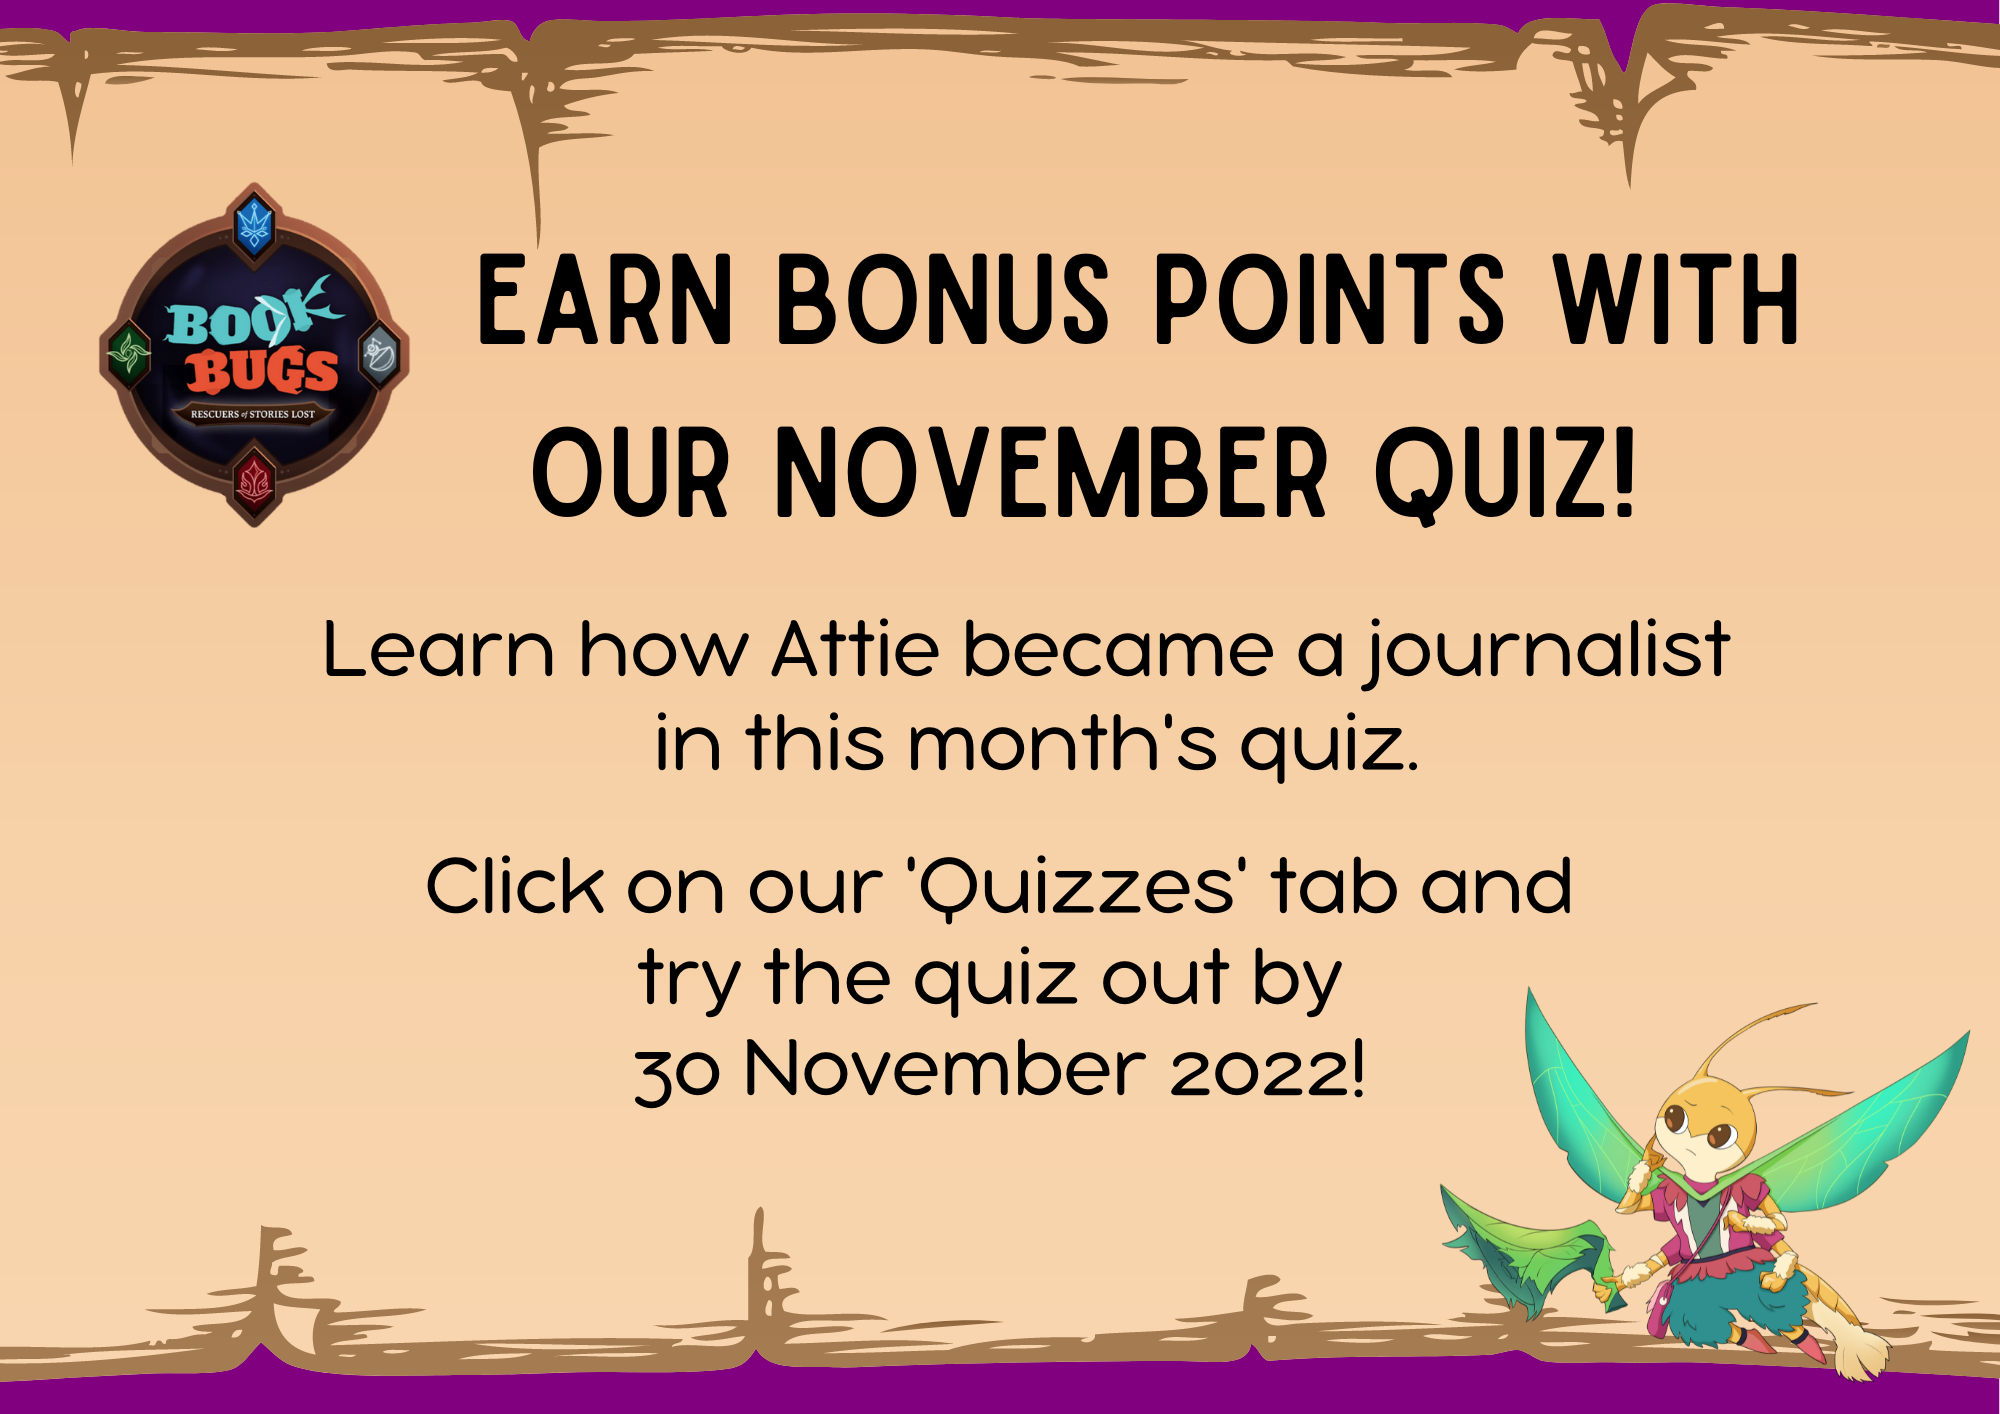 BOOK
BUGS
RESCUERS of STORIES LOST
EARN BONUS POINTS WITH
OUR NOVEMBER QUIZ!
Learn how Attie became a journalist
in this month's quiz.
Click on our 'Quizzes' tab and
try the quiz out by
30 November 2022!